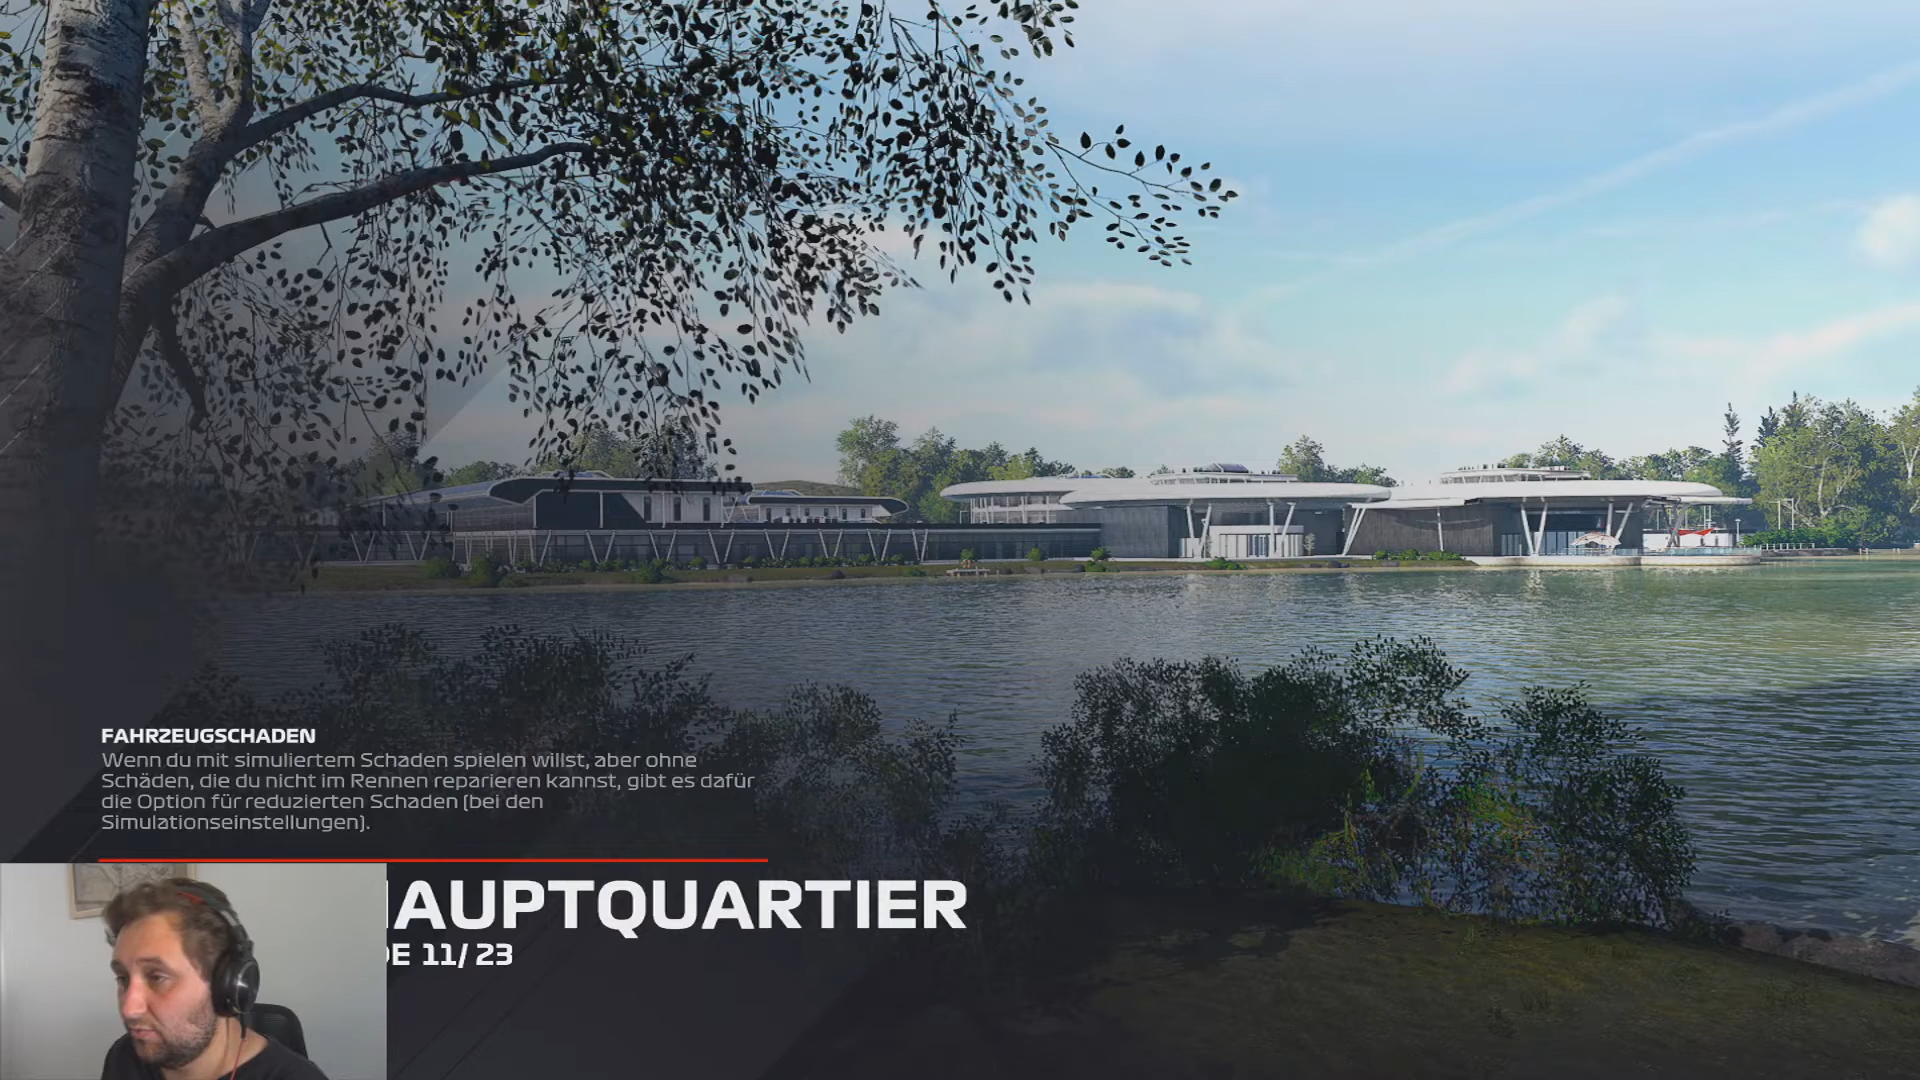 FAHRZEUGSCHADEN
Wenn du mit simuliertem Schaden spielen willst, aber ohne
Schäden, die du nicht im Rennen reparieren kannst, gibt es dafür
die Option für reduzierten Schaden (bei den
Simulationseinstellungen).
HAUPTQUARTIER
DE 11/ 23